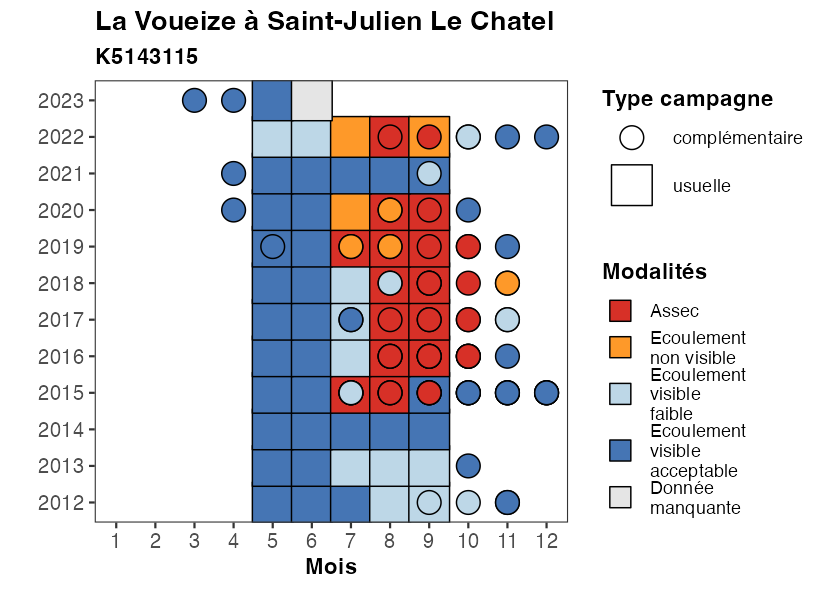 La Voueize à Saint-Julien Le Chatel
K5143115
2023
2022
2021
2020
2019
2018
2017
2016
2015
2014
2013
2012
1 2 3 4 5 6 7 8 9 10 11 12
Mois
Type campagne
complémentaire
usuelle
Modalités
Assec
Ecoulement
non visible
Ecoulement
visible
faible
Ecoulement
visible
acceptable
Donnée
manquante